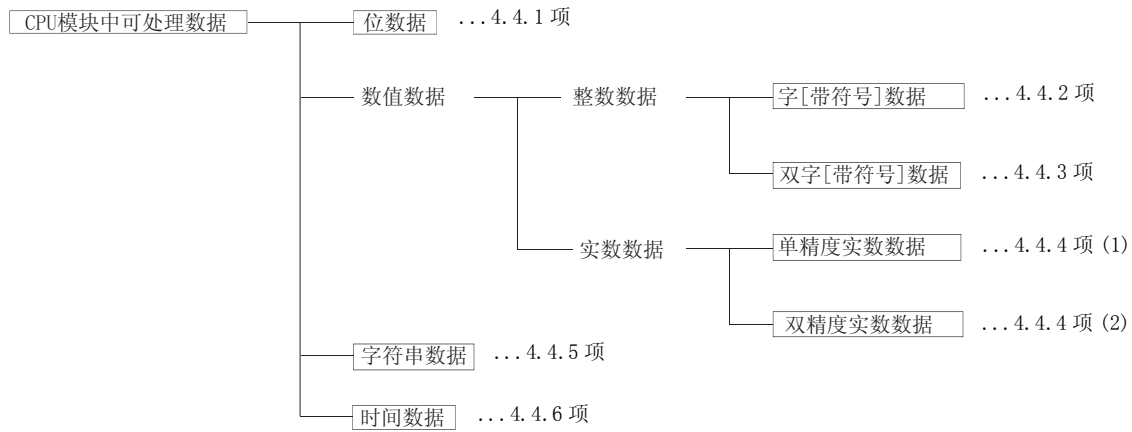 CPU模块中可处理数据 位数据 ...4.4.1项
数值数据 整数数据 字[带符号]数据 ...4.4.2项
双字[带符号]数据 ...4.4.3项
实数数据 单精度实数数据 ...4.4.4项(1)
双精度实数数据 ...4.4.4项(2)
字符串数据 ...4.4.5项
时间数据 ...4.4.6项